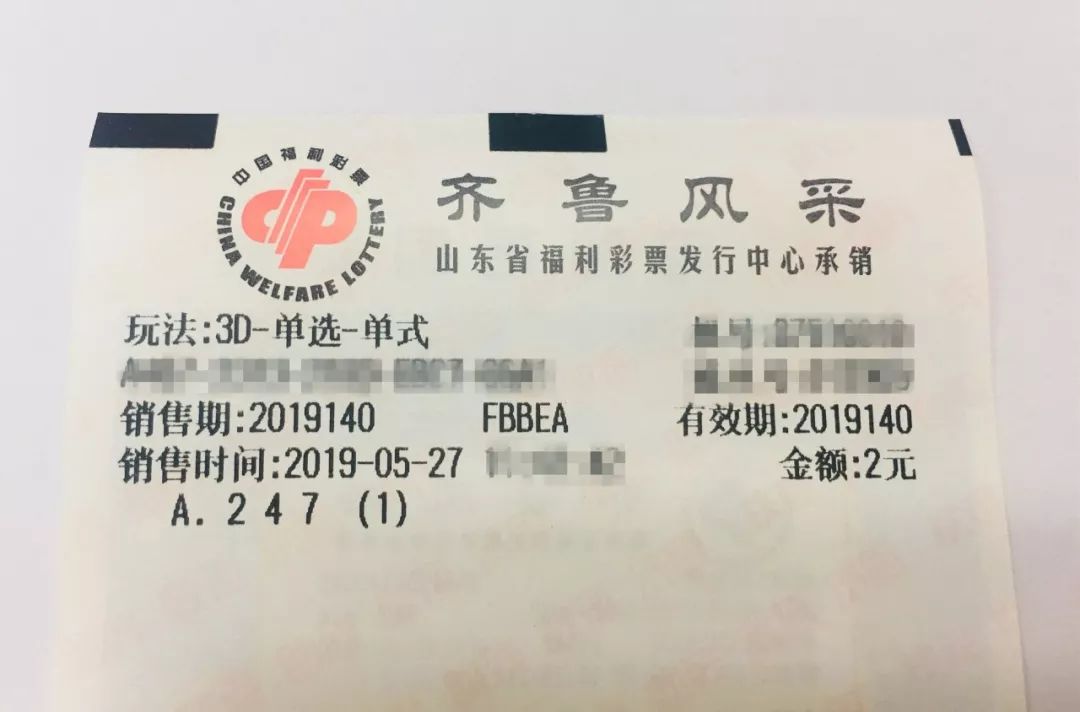 中国福利彩票
CHINA WELFARE LOTTERY
齐鲁风采
山东省福利彩票发行中心承销
玩法:3D-单选-单式
销售期:2019140 FBBEA 有效期:2019140
销售时间:2019-05-27 金额:2元
A. 2 4 7 (1)